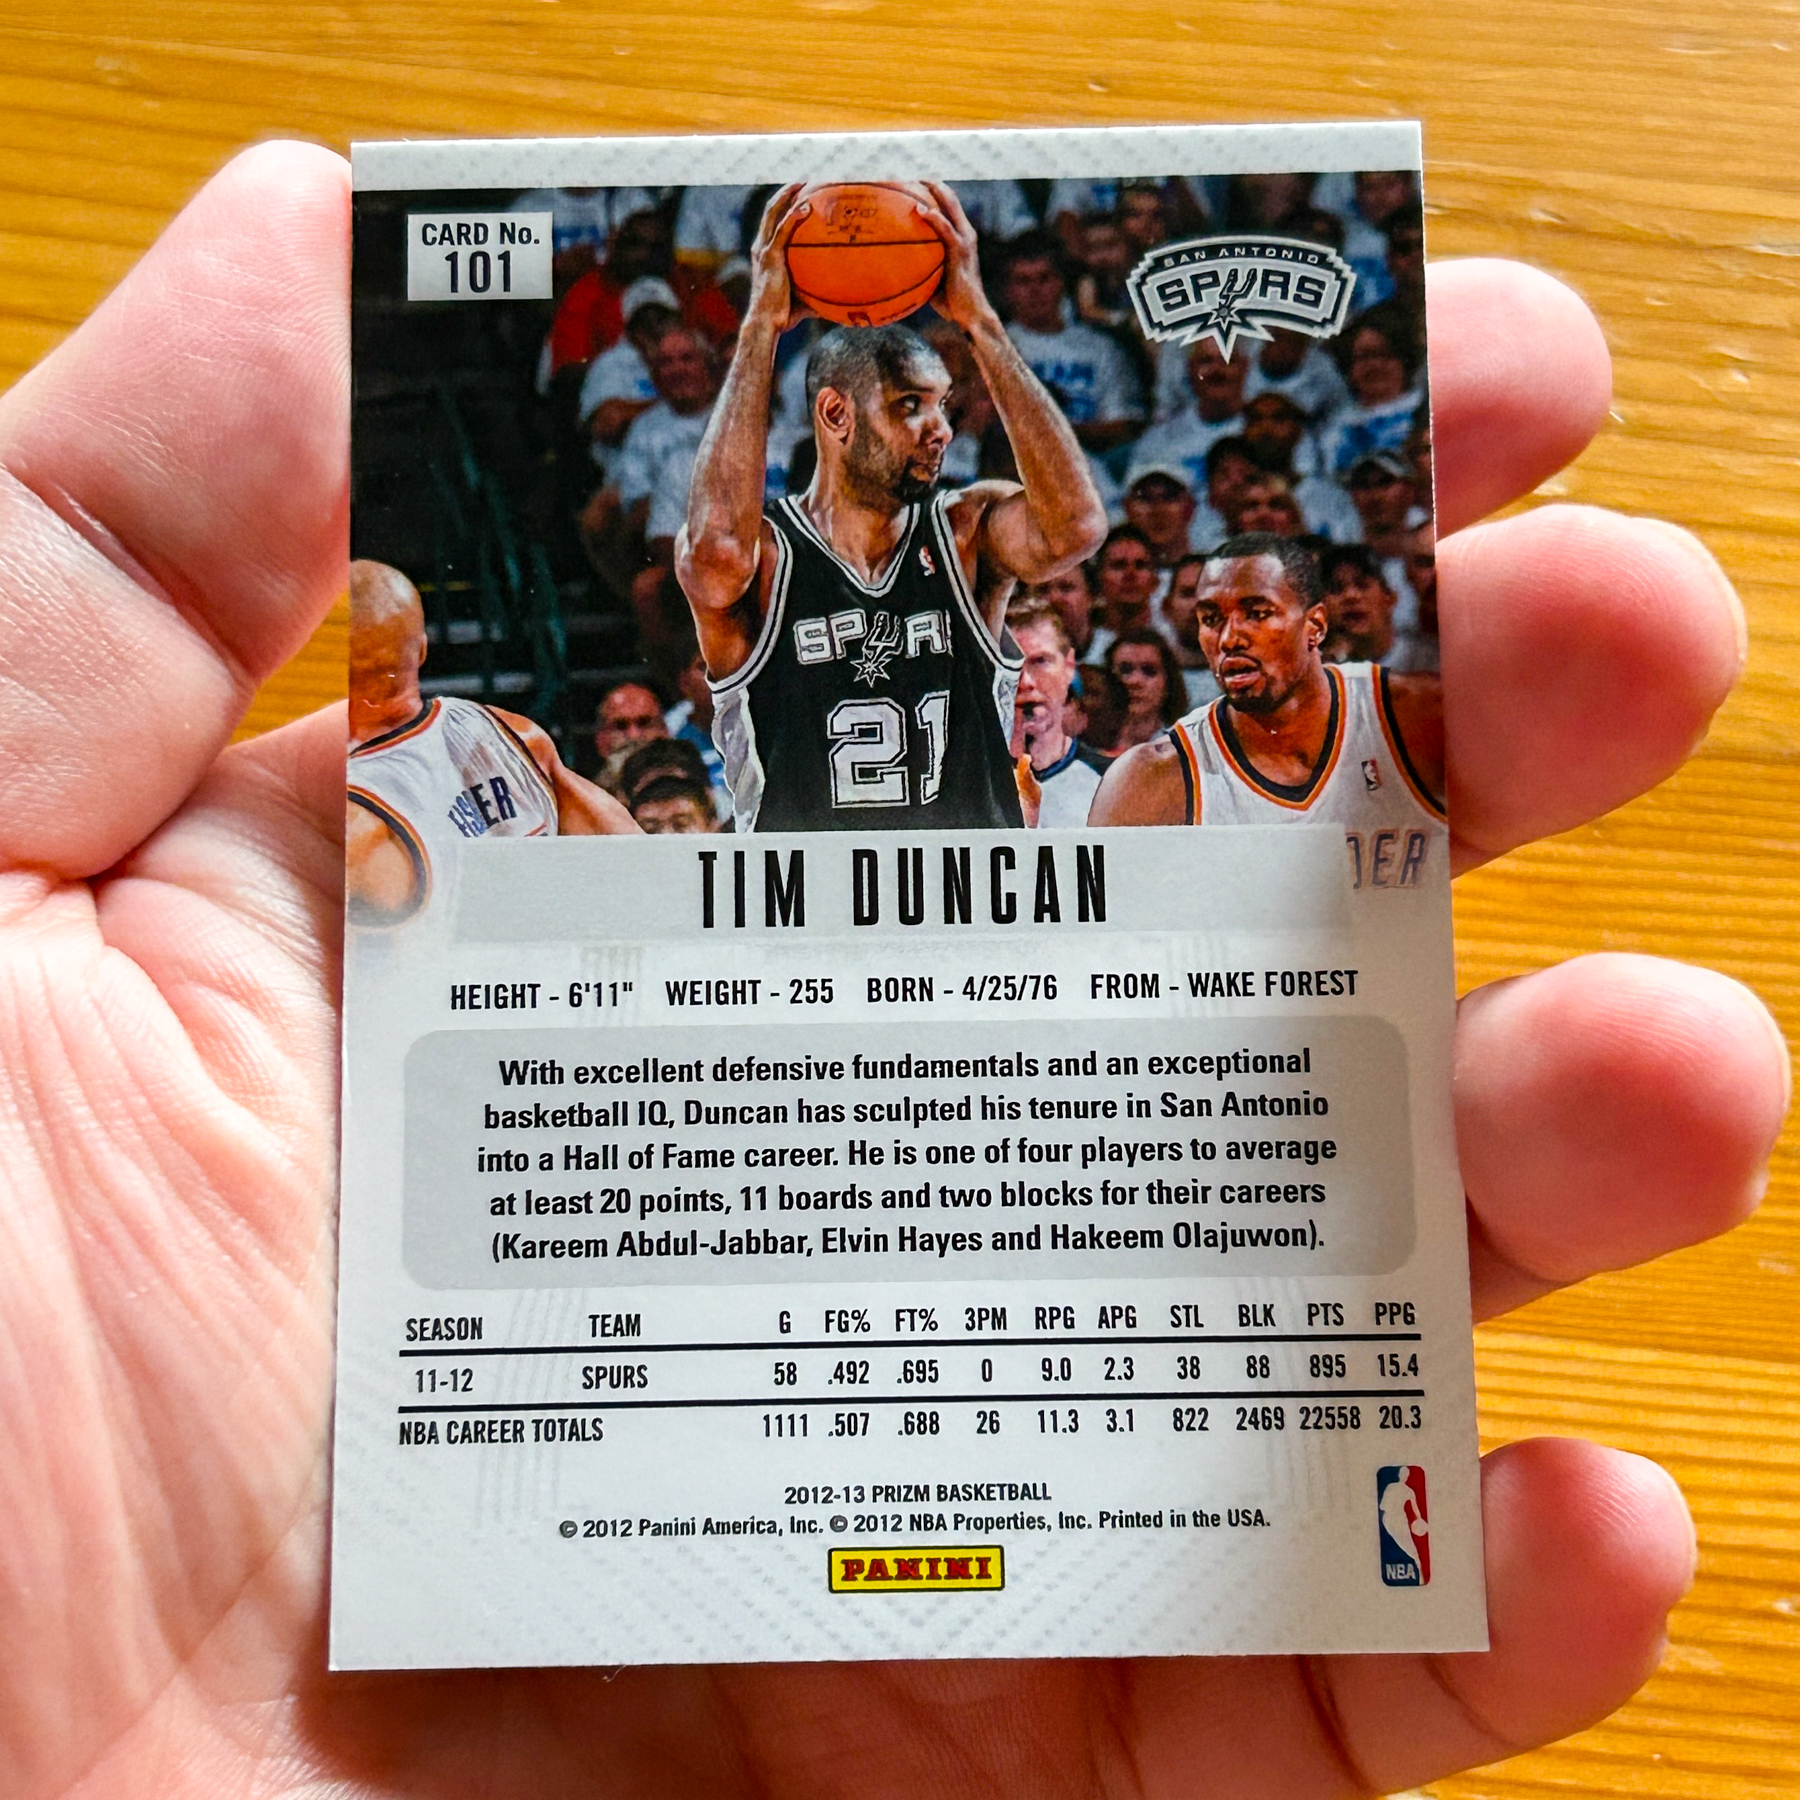 CARD No.
101
SAN ANTONIO
SPURS
SPUR
21
TIM DUNCAN
HEIGHT - 6'11" WEIGHT - 255 BORN - 4/25/76 FROM - WAKE FOREST
With excellent defensive fundamentals and an exceptional
basketball IQ, Duncan has sculpted his tenure in San Antonio
into a Hall of Fame career. He is one of four players to average
at least 20 points, 11 boards and two blocks for their careers
(Kareem Abdul-Jabbar, Elvin Hayes and Hakeem Olajuwon).
SEASON TEAM G FG% FT% 3PM RPG APG STL BLK PTS PPG
11-12 SPURS 58 .492 .695 0 9.0 2.3 38 88 895 15.4
NBA CAREER TOTALS 1111 .507 .688 26 11.3 3.1 822 2469 22558 20.3
2012-13 PRIZM BASKETBALL
© 2012 Panini America, Inc. © 2012 NBA Properties, Inc. Printed in the USA.
PANINI
NBA